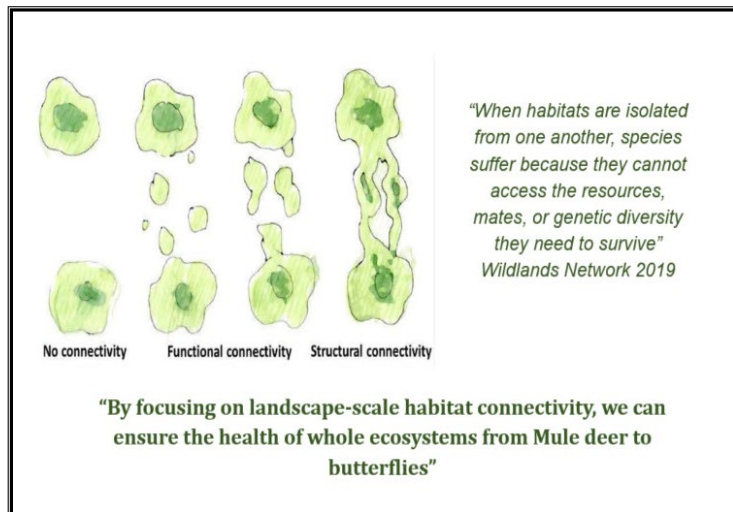 “When habitats are isolated
from one another, species
suffer because they cannot
access the resources,
mates, or genetic diversity
they need to survive”
Wildlands Network 2019
No connectivity
Functional connectivity
Structural connectivity
“By focusing on landscape-scale habitat connectivity, we can
ensure the health of whole ecosystems from Mule deer to
butterflies”